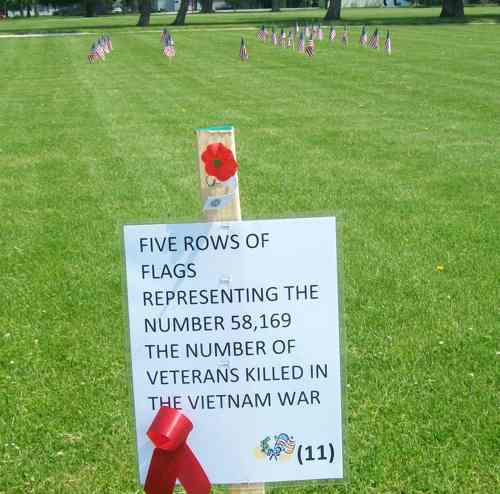 FIVE ROWS OF
FLAGS
REPRESENTING THE
NUMBER 58,169
THE NUMBER OF
VETERANS KILLED IN
THE VIETNAM WAR
(11)